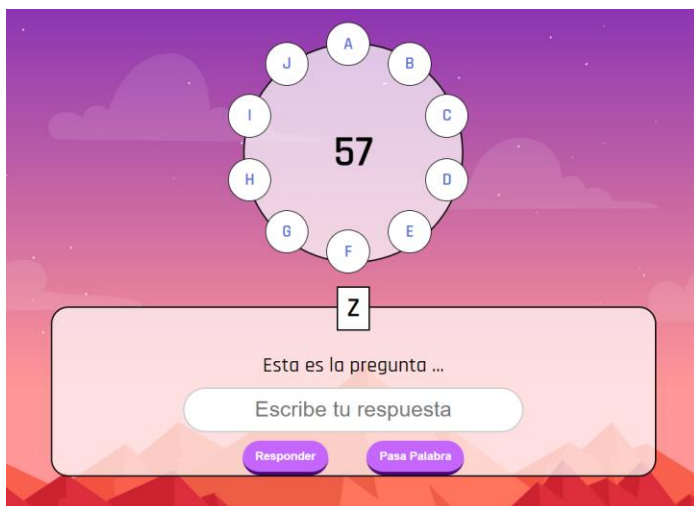 A
B
C
D
E
F
G
H
I
J
57
Z
Esta es la pregunta ...
Escribe tu respuesta
Responder
Pasa Palabra